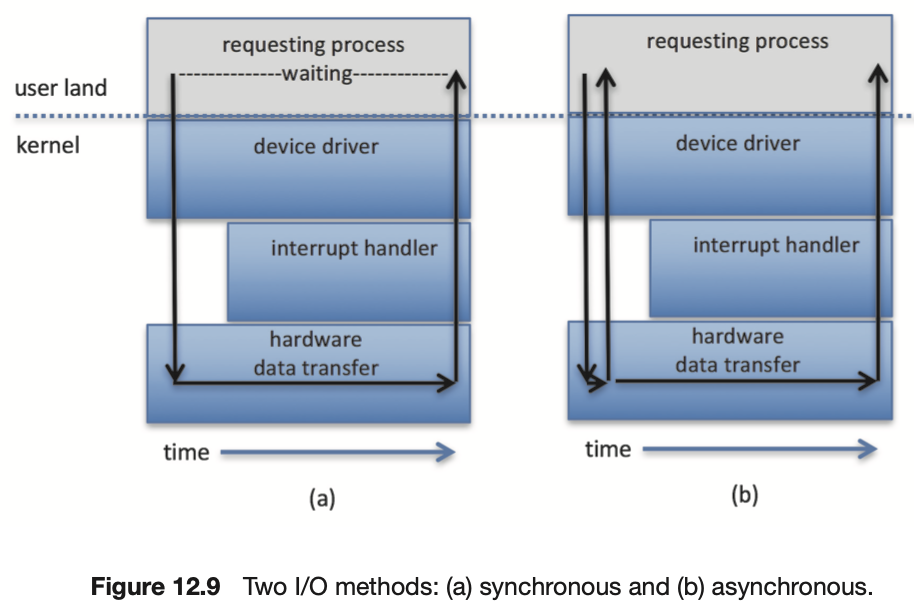 requesting process
waiting
user land
kernel
device driver
interrupt handler
hardware
data transfer
time
(a)
requesting process
device driver
interrupt handler
hardware
data transfer
time
(b)
Figure 12.9 Two I/O methods: (a) synchronous and (b) asynchronous.